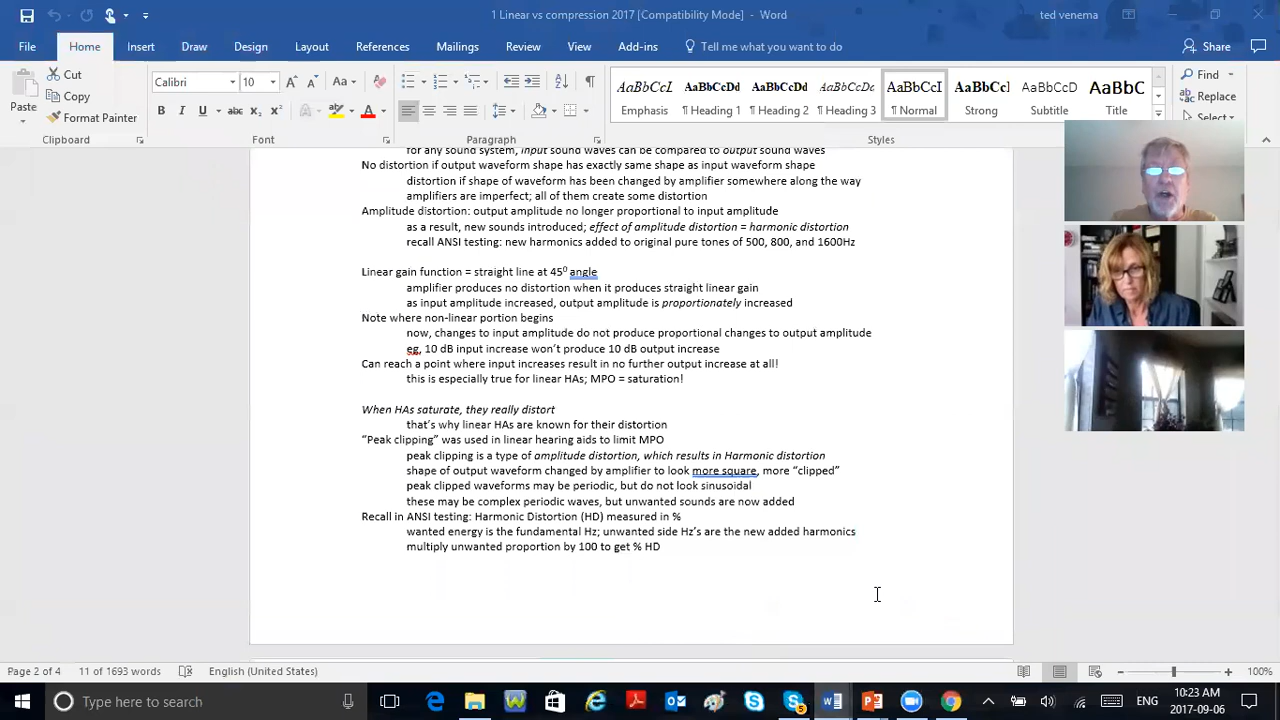 1 Linear vs compression 2017 [Compatibility Mode] - Word
ted venema
File Home Insert Draw Design Layout References Mailings Review View Add-ins Tell me what you want to do Share
Cut
Copy
Format Painter
Paste
Calibri 10
Clipboard Font Paragraph Styles
AaBbCcL AaBbCcDd AaBbCcDd AaBbCcDd AaBbCcI AaBbCcI AaBbCcD AaBbC
Emphasis ¶ Heading 1 ¶ Heading 2 ¶ Heading 3 ¶ Normal Strong Subtitle Title
Find
Replace
Select
for any sound system, input sound waves can be compared to output sound waves
No distortion if output waveform shape has exactly same shape as input waveform shape
distortion if shape of waveform has been changed by amplifier somewhere along the way
amplifiers are imperfect; all of them create some distortion
Amplitude distortion: output amplitude no longer proportional to input amplitude
as a result, new sounds introduced; effect of amplitude distortion = harmonic distortion
recall ANSI testing: new harmonics added to original pure tones of 500, 800, and 1600Hz
Linear gain function = straight line at 45⁰ angle
amplifier produces no distortion when it produces straight linear gain
as input amplitude increased, output amplitude is proportionately increased
Note where non-linear portion begins
now, changes to input amplitude do not produce proportional changes to output amplitude
eg, 10 dB input increase won't produce 10 dB output increase
Can reach a point where input increases result in no further output increase at all!
this is especially true for linear HAs; MPO = saturation!
When HAs saturate, they really distort
that's why linear HAs are known for their distortion
“Peak clipping” was used in linear hearing aids to limit MPO
peak clipping is a type of amplitude distortion, which results in Harmonic distortion
shape of output waveform changed by amplifier to look more square, more “clipped”
peak clipped waveforms may be periodic, but do not look sinusoidal
these may be complex periodic waves, but unwanted sounds are now added
Recall in ANSI testing: Harmonic Distortion (HD) measured in %
wanted energy is the fundamental Hz; unwanted side Hz's are the new added harmonics
multiply unwanted proportion by 100 to get % HD
Page 2 of 4 11 of 1693 words English (United States) 100%
Type here to search
ENG
10:23 AM
2017-09-06